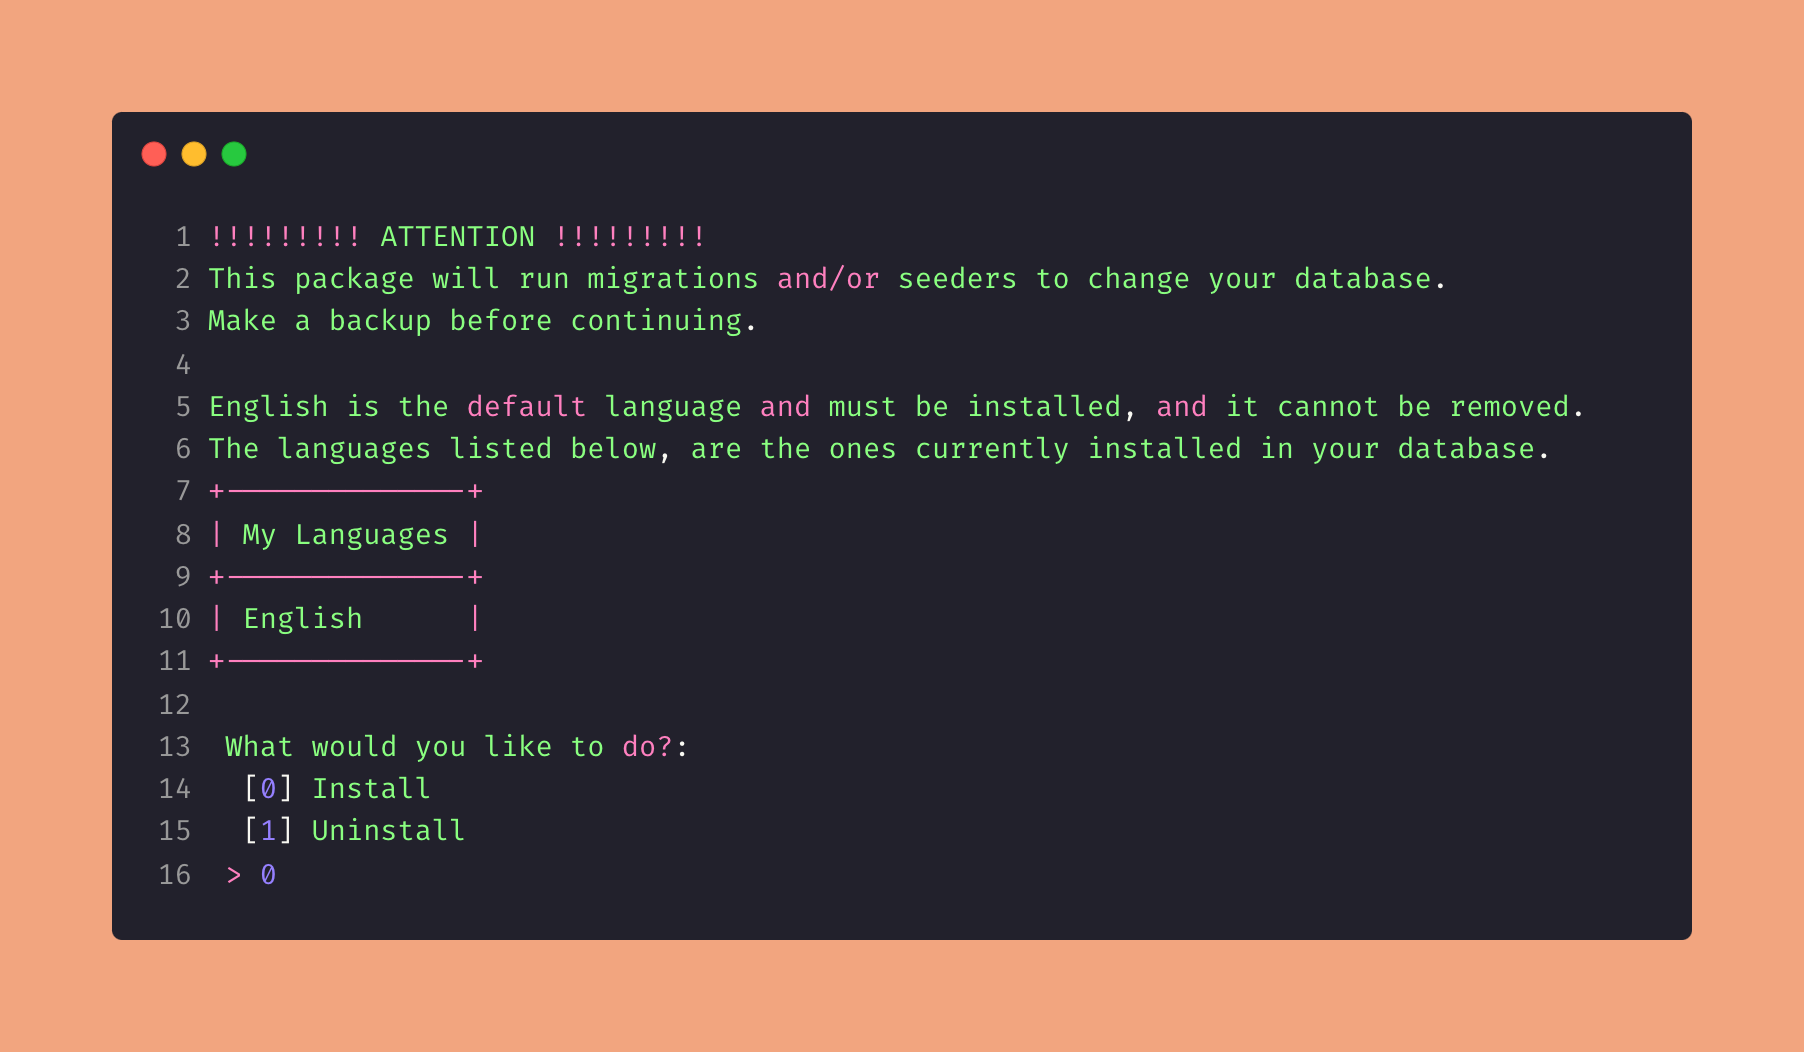 1 !!!!!!!!! ATTENTION !!!!!!!!!
2 This package will run migrations and/or seeders to change your database.
3 Make a backup before continuing.
4
5 English is the default language and must be installed, and it cannot be removed.
6 The languages listed below, are the ones currently installed in your database.
7 +--------------+
8 | My Languages |
9 +--------------+
10 | English      |
11 +--------------+
12
13  What would you like to do?:
14   [0] Install
15   [1] Uninstall
16  > 0